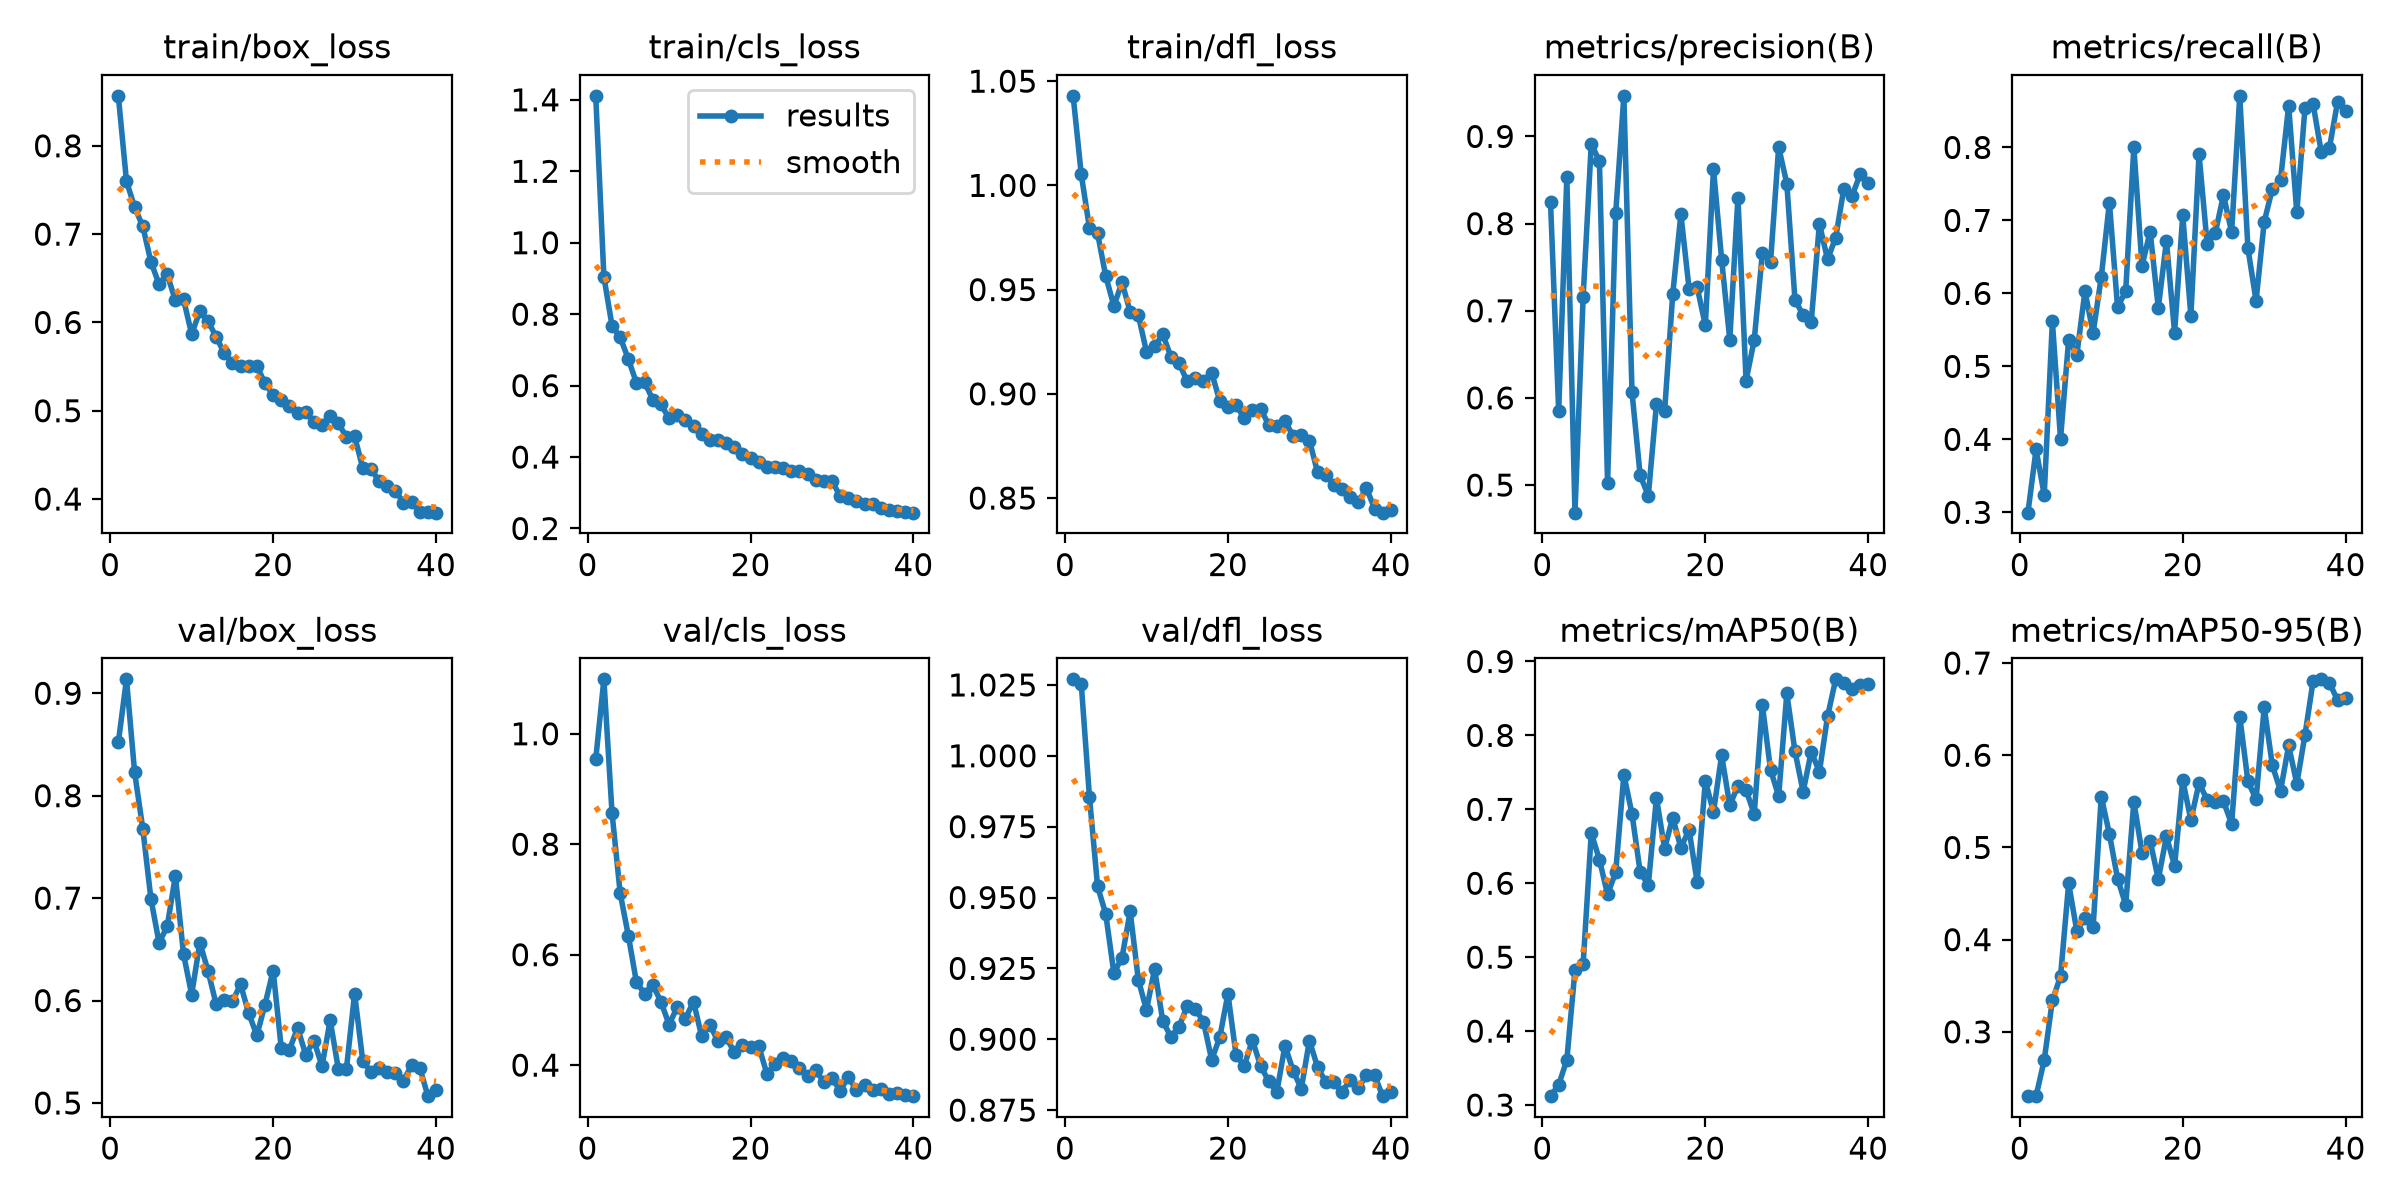 train/box_loss
0.8
0.7
0.6
0.5
0.4
0 20 40
train/cls_loss
results
smooth
1.4
1.2
1.0
0.8
0.6
0.4
0.2
0 20 40
train/dfl_loss
1.05
1.00
0.95
0.90
0.85
0 20 40
metrics/precision(B)
0.9
0.8
0.7
0.6
0.5
0 20 40
metrics/recall(B)
0.8
0.7
0.6
0.5
0.4
0.3
0 20 40
val/box_loss
0.9
0.8
0.7
0.6
0.5
0 20 40
val/cls_loss
1.0
0.8
0.6
0.4
0 20 40
val/dfl_loss
1.025
1.000
0.975
0.950
0.925
0.900
0.875
0 20 40
metrics/mAP50(B)
0.9
0.8
0.7
0.6
0.5
0.4
0.3
0 20 40
metrics/mAP50-95(B)
0.7
0.6
0.5
0.4
0.3
0 20 40